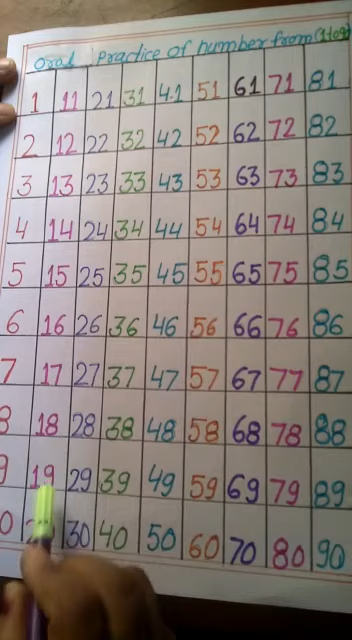 Oral Practice of number from (1to9
1 11 21 31 41 51 61 71 81
2 12 22 32 42 52 62 72 82
3 13 23 33 43 53 63 73 83
4 14 24 34 44 54 64 74 84
5 15 25 35 45 55 65 75 85
6 16 26 36 46 56 66 76 86
7 17 27 37 47 57 67 77 87
8 18 28 38 48 58 68 78 88
9 19 29 39 49 59 69 79 89
0 30 40 50 60 70 80 90